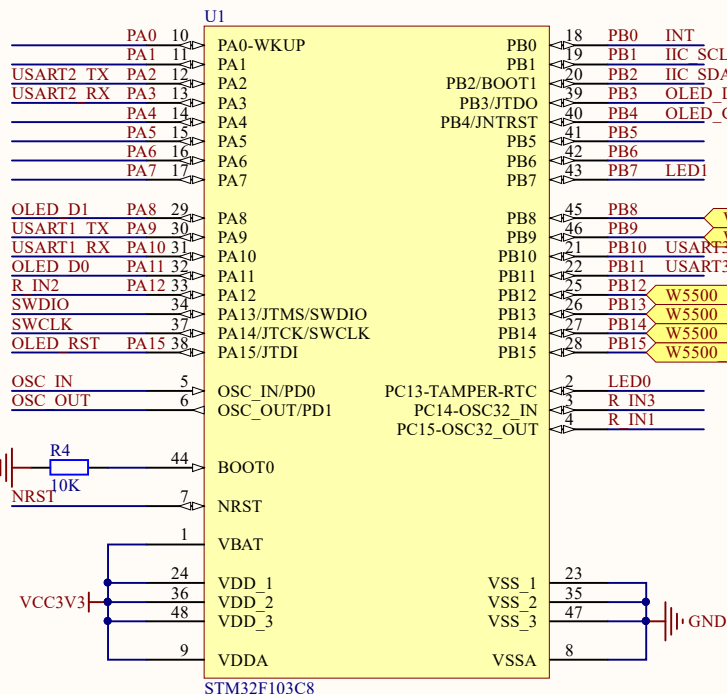 U1
PA0 10 PA0-WKUP PB0 18 PB0 INT
PA1 11 PA1 PB1 19 PB1 IIC_SCL
USART2_TX PA2 12 PA2 PB2/BOOT1 20 PB2 IIC_SDA
USART2_RX PA3 13 PA3 PB3/JTDO 39 PB3 OLED_
PA4 14 PA4 PB4/JNTRST 40 PB4 OLED_
PA5 15 PA5 PB5 41 PB5
PA6 16 PA6 PB6 42 PB6
PA7 17 PA7 PB7 43 PB7 LED1
OLED_D1 PA8 29 PA8 PB8 45 PB8
USART1_TX PA9 30 PA9 PB9 46 PB9
USART1_RX PA10 31 PA10 PB10 21 PB10 USART3
OLED_D0 PA11 32 PA11 PB11 22 PB11 USART3
R_IN2 PA12 33 PA12 PB12 25 PB12 W5500
SWDIO 34 PA13/JTMS/SWDIO PB13 26 PB13 W5500
SWCLK 37 PA14/JTCK/SWCLK PB14 27 PB14 W5500
OLED_RST PA15 38 PA15/JTDI PB15 28 PB15 W5500
OSC_IN 5 OSC_IN/PD0 PC13-TAMPER-RTC 2 LED0
OSC_OUT 6 OSC_OUT/PD1 PC14-OSC32_IN 3 R_IN3
PC15-OSC32_OUT 4 R_IN1
R4 44 BOOT0
10K
NRST 7 NRST
1 VBAT
24 VDD_1 VSS_1 23
VCC3V3 36 VDD_2 VSS_2 35
48 VDD_3 VSS_3 47 GND
9 VDDA VSSA 8
STM32F103C8